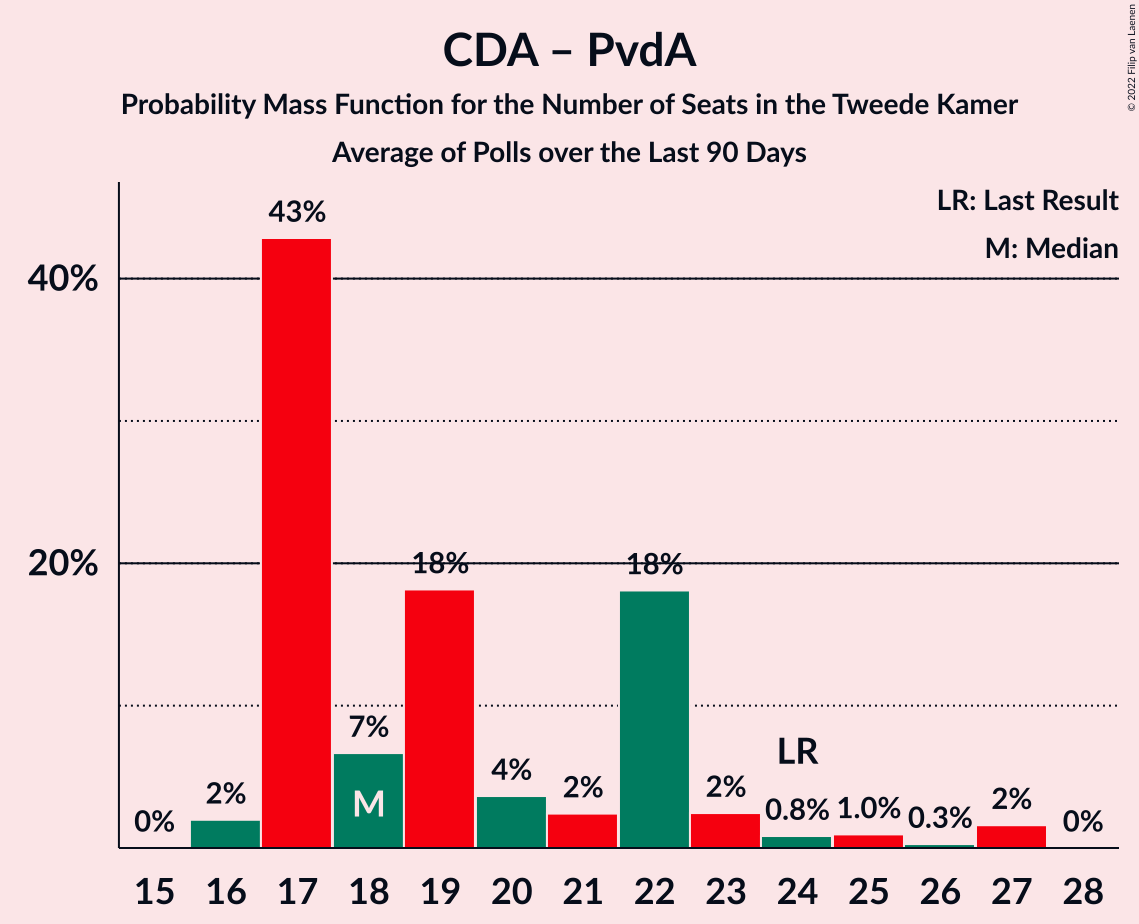 CDA – PvdA
Probability Mass Function for the Number of Seats in the Tweede Kamer
Average of Polls over the Last 90 Days
© 2022 Filip van Laenen
LR: Last Result
M: Median
43%
40%
20%
18%
18%
7%
LR
4%
2%
2%
2%
2%
0%
0.8%
1.0%
0.3%
0%
M
15 16 17 18 19 20 21 22 23 24 25 26 27 28